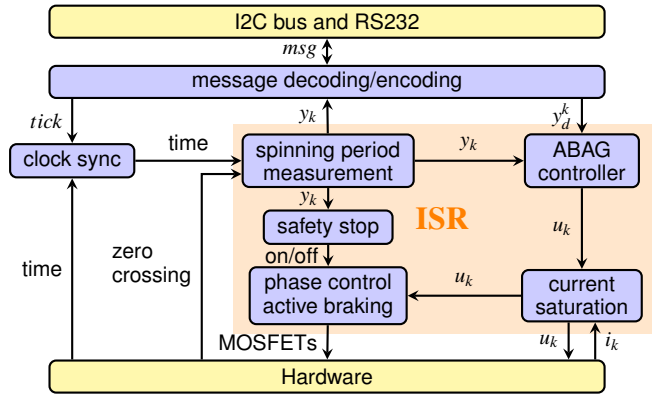 I2C bus and RS232
msg
message decoding/encoding
tick
y_k
y_d^k
clock sync
time
spinning period
measurement
y_k
ABAG
controller
y_k
safety stop
ISR
u_k
on/off
time
zero
crossing
phase control
active braking
u_k
current
saturation
MOSFETs
u_k
i_k
Hardware